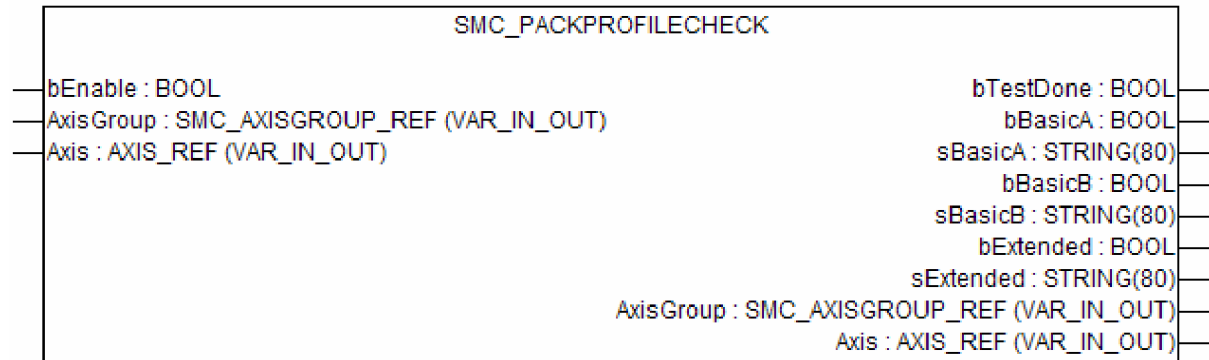 SMC_PACKPROFILECHECK
bEnable : BOOL
bTestDone : BOOL
AxisGroup : SMC_AXISGROUP_REF (VAR_IN_OUT)
bBasicA : BOOL
Axis : AXIS_REF (VAR_IN_OUT)
sBasicA : STRING(80)
bBasicB : BOOL
sBasicB : STRING(80)
bExtended : BOOL
sExtended : STRING(80)
AxisGroup : SMC_AXISGROUP_REF (VAR_IN_OUT)
Axis : AXIS_REF (VAR_IN_OUT)